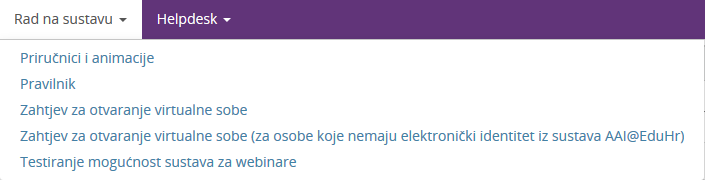 Rad na sustavu Helpdesk
Priručnici i animacije
Pravilnik
Zahtjev za otvaranje virtualne sobe
Zahtjev za otvaranje virtualne sobe (za osobe koje nemaju elektronički identitet iz sustava AAI@EduHr)
Testiranje mogućnost sustava za webinare